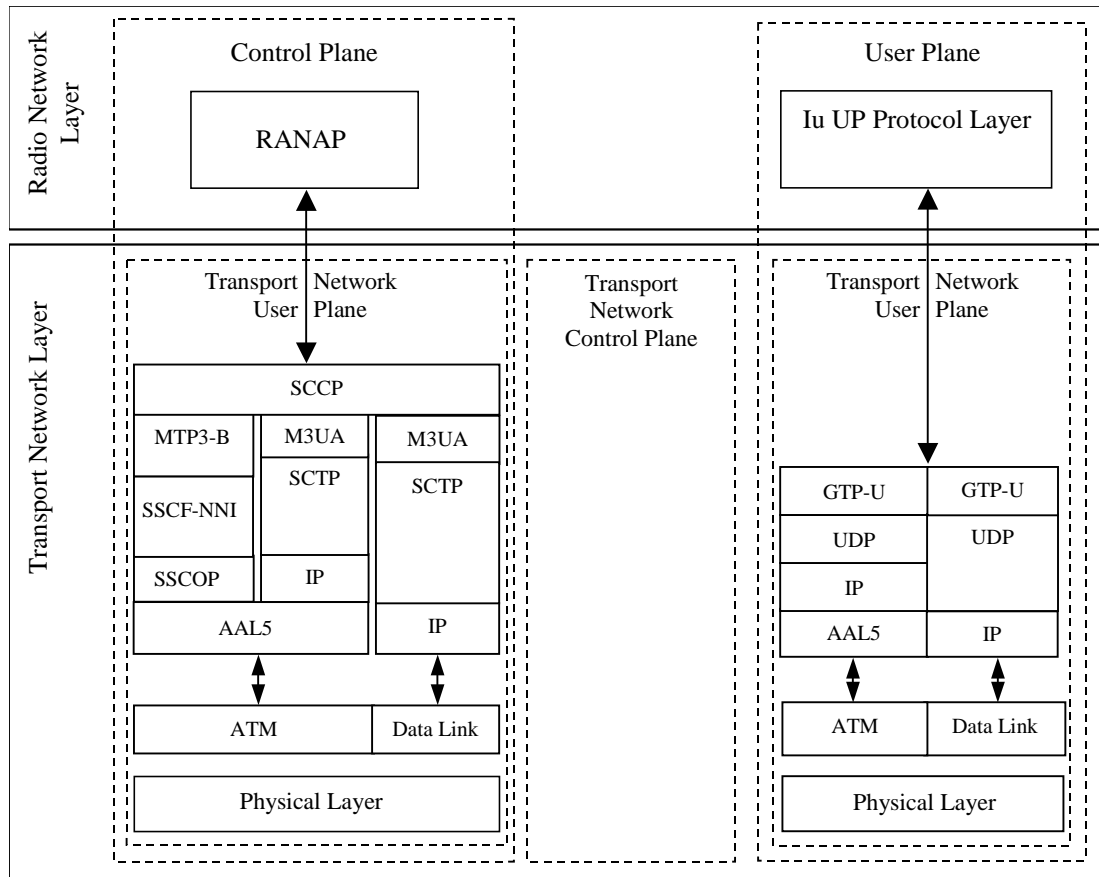 Radio Network
Layer
Control Plane
RANAP
User Plane
Iu UP Protocol Layer
Transport Network Layer
Transport Network
User Plane
SCCP
MTP3-B
M3UA
M3UA
SCTP
SCTP
SSCF-NNI
SSCOP
IP
AAL5
IP
ATM
Data Link
Physical Layer
Transport
Network
Control Plane
Transport Network
User Plane
GTP-U
GTP-U
UDP
UDP
IP
AAL5
IP
ATM
Data Link
Physical Layer